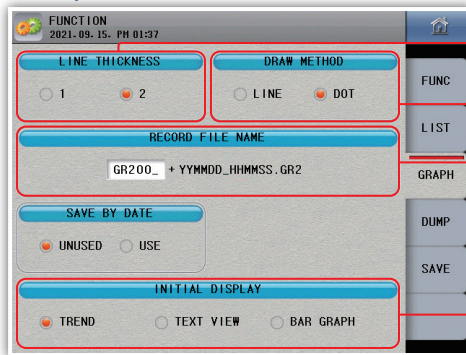 FUNCTION
2021.09.15. PM 01:37
LINE THICKNESS
DRAW METHOD
1
2
LINE
DOT
RECORD FILE NAME
GR200_ + YYMMDD_HHMMSS.GR2
SAVE BY DATE
UNUSED
USE
INITIAL DISPLAY
TREND
TEXT VIEW
BAR GRAPH
FUNC
LIST
GRAPH
DUMP
SAVE